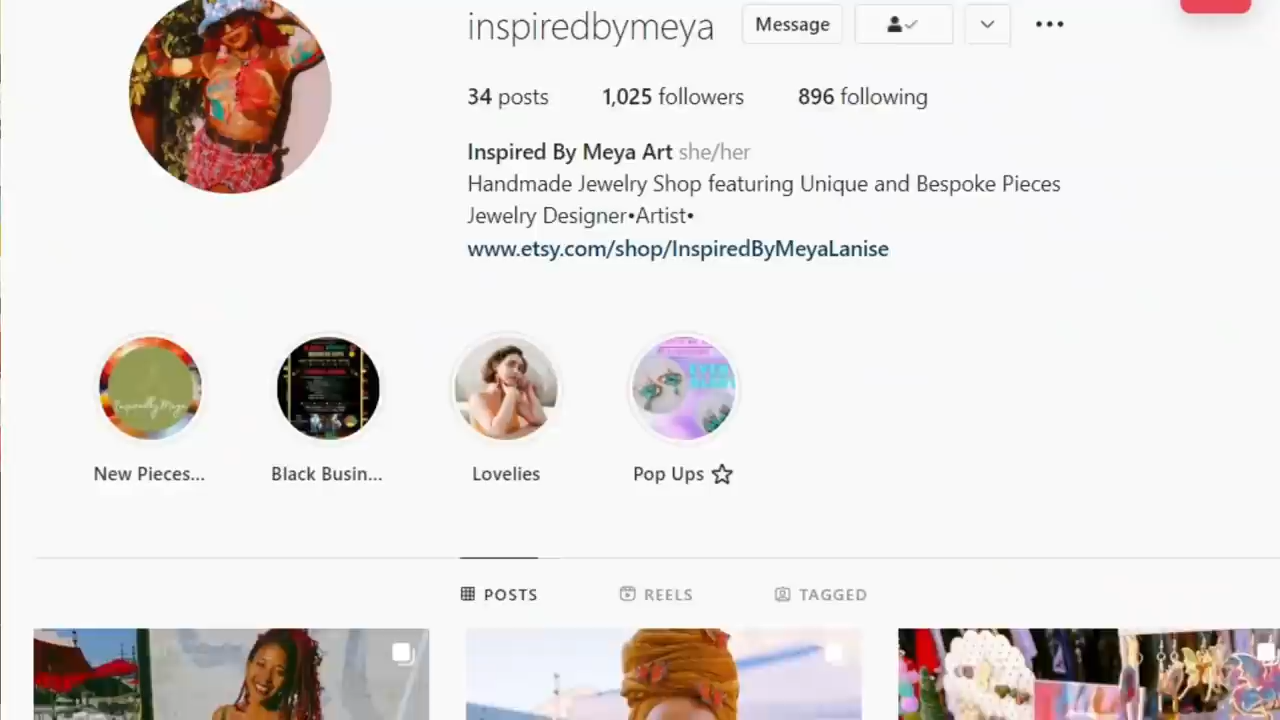 inspiredbymeya Message
34 posts 1,025 followers 896 following
Inspired By Meya Art she/her
Handmade Jewelry Shop featuring Unique and Bespoke Pieces
Jewelry Designer•Artist•
www.etsy.com/shop/InspiredByMeyaLanise
New Pieces... Black Busin... Lovelies Pop Ups ☆
POSTS REELS TAGGED